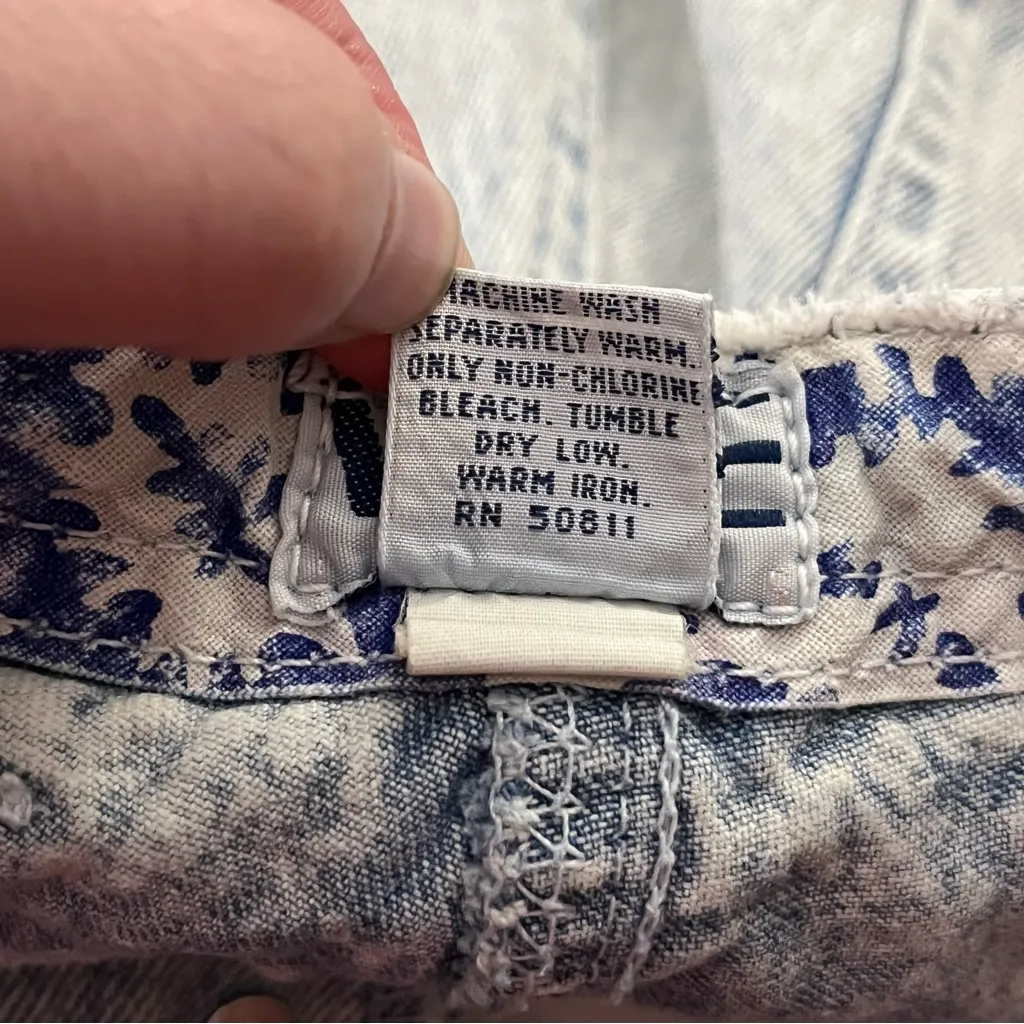 MACHINE WASH
SEPARATELY WARM.
ONLY NON-CHLORINE
BLEACH. TUMBLE
DRY LOW.
WARM IRON.
RN 50811